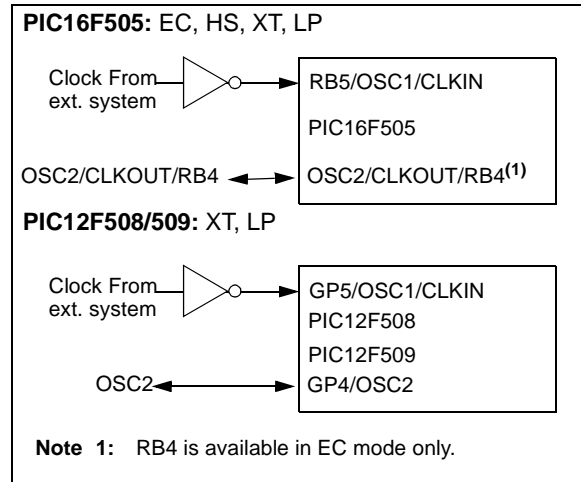 PIC16F505: EC, HS, XT, LP
Clock From
ext. system
RB5/OSC1/CLKIN
PIC16F505
OSC2/CLKOUT/RB4
OSC2/CLKOUT/RB4(1)
PIC12F508/509: XT, LP
Clock From
ext. system
GP5/OSC1/CLKIN
PIC12F508
PIC12F509
OSC2
GP4/OSC2
Note 1: RB4 is available in EC mode only.